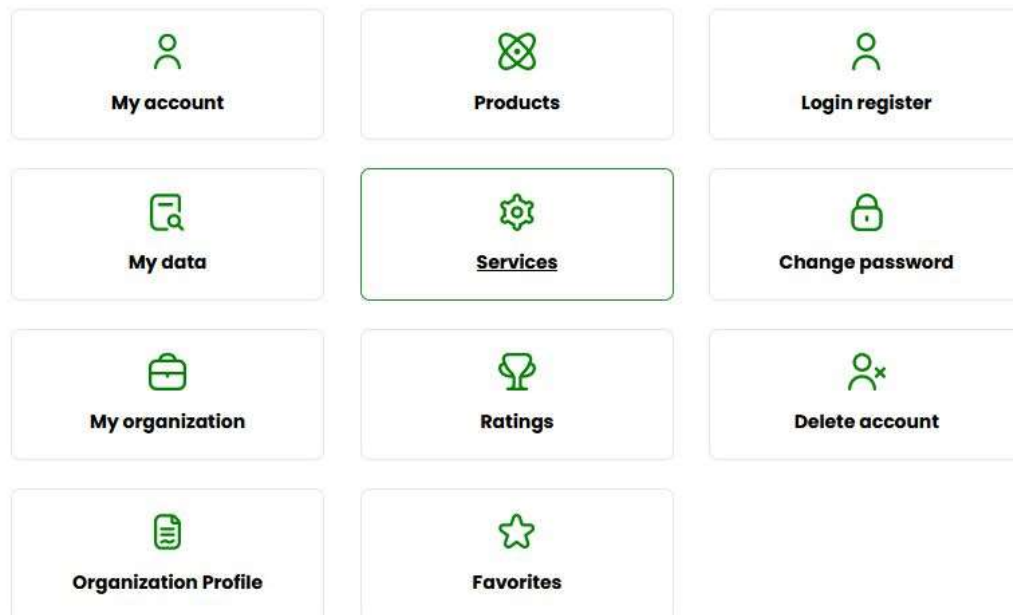 My account
Products
Login register
My data
Services
Change password
My organization
Ratings
Delete account
Organization Profile
Favorites